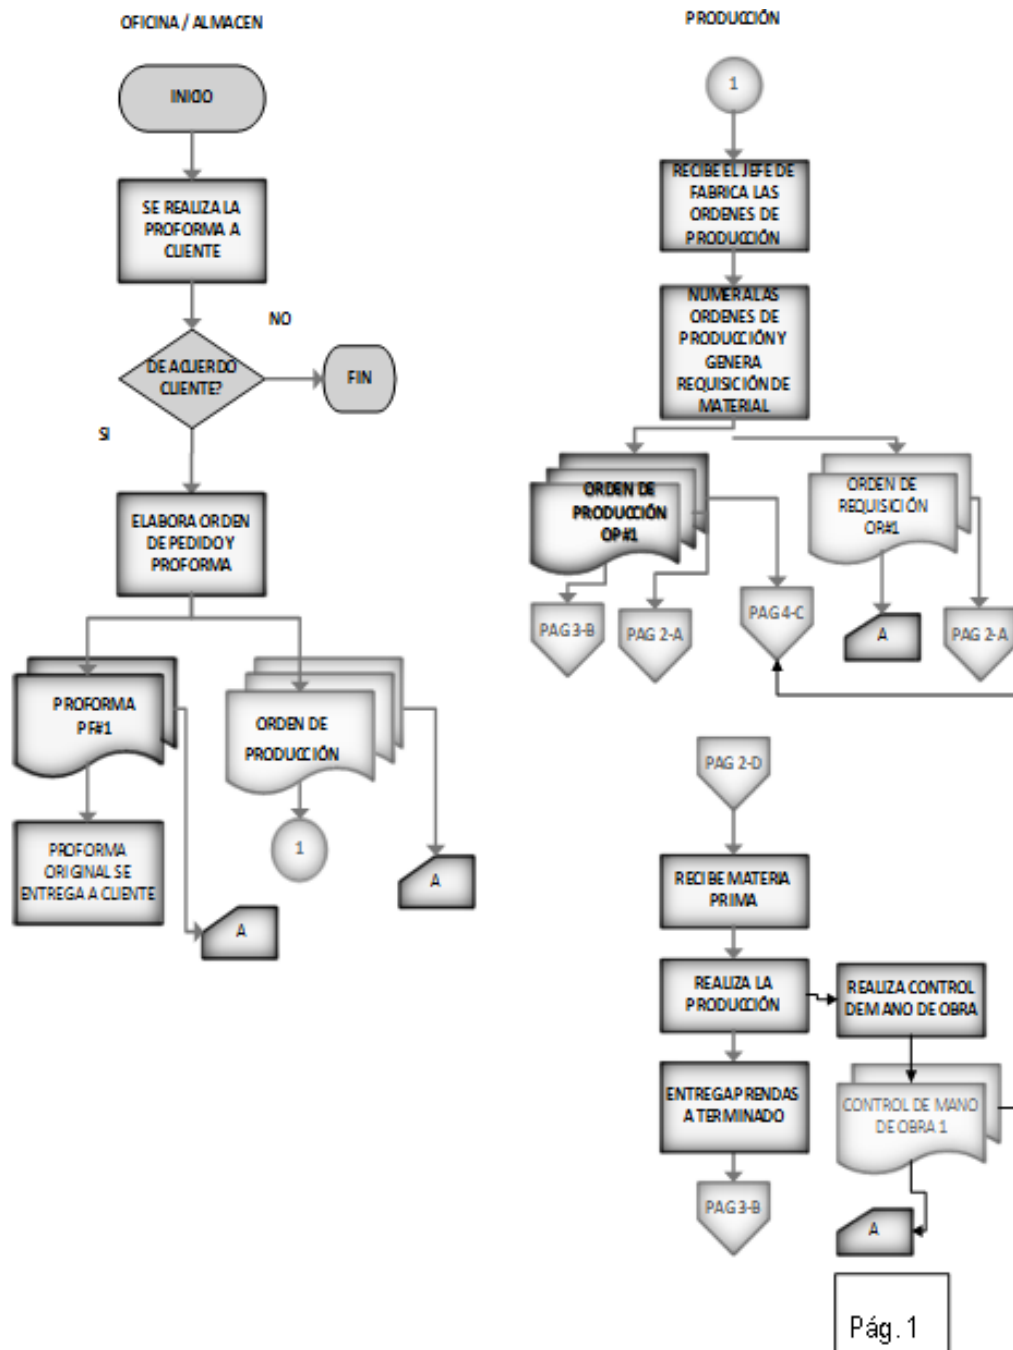 OFICINA / ALMACEN
INICIO
SE REALIZA LA
PROFORMA A
CLIENTE
NO
DE ACUERDO
CLIENTE?
FIN
SI
ELABORA ORDEN
DE PEDIDO Y
PROFORMA
PROFORMA
PF#1
ORDEN DE
PRODUCCIÓN
PROFORMA
ORIGINAL SE
ENTREGA A CLIENTE
1
A
A
PRODUCCIÓN
1
RECIBE EL JEFE DE
FABRICA LAS
ORDENES DE
PRODUCCIÓN
NUMERA LAS
ORDENES DE
PRODUCCIÓN Y
GENERA
REQUISICIÓN DE
MATERIAL
ORDEN DE
PRODUCCIÓN
OP#1
ORDEN DE
REQUISICIÓN
OR#1
PAG 3-B
PAG 2-A
PAG 4-C
A
PAG 2-A
PAG 2-D
RECIBE MATERIA
PRIMA
REALIZA LA
PRODUCCIÓN
REALIZA CONTROL
DE MANO DE OBRA
ENTREGA PRENDAS
A TERMINADO
CONTROL DE MANO
DE OBRA 1
PAG 3-B
A
Pág. 1